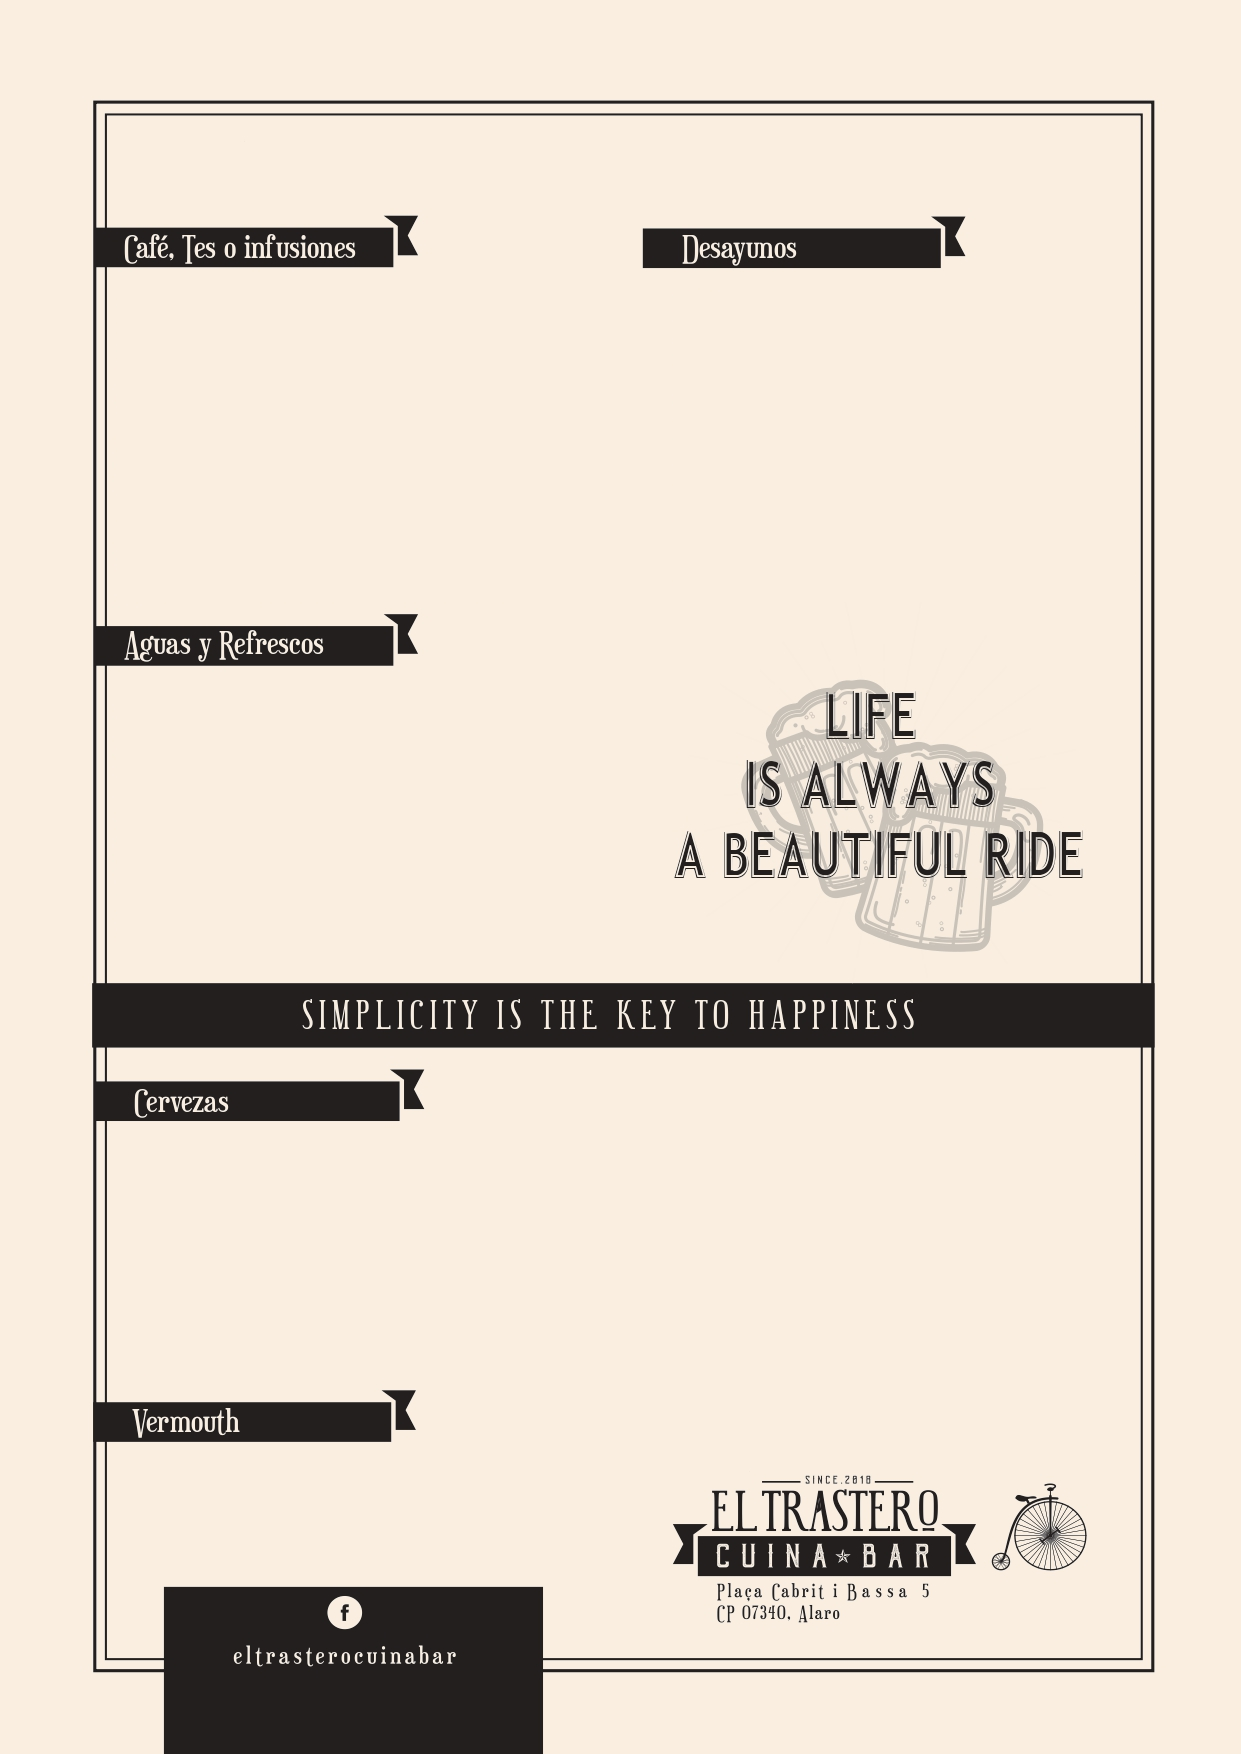 Café, Tes o infusiones
Desayunos
Aguas y Refrescos
LIFE
IS ALWAYS
A BEAUTIFUL RIDE
SIMPLICITY IS THE KEY TO HAPPINESS
Cervezas
Vermouth
SINCE.2018
EL TRASTERO
CUINA BAR
Plaça Cabrit i Bassa 5
CP 07340, Alaro
f
eltrasterocuinabar